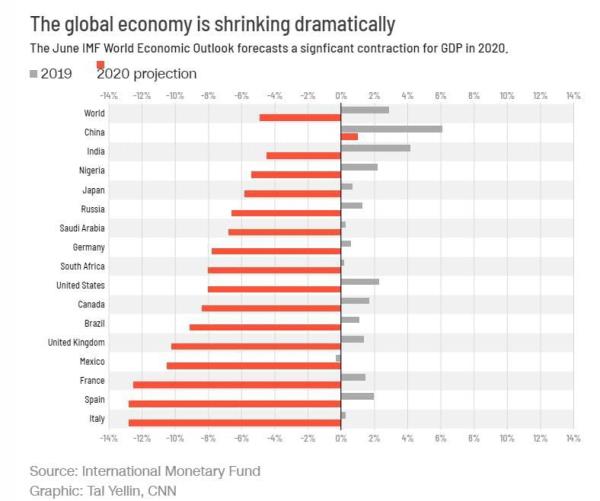 The global economy is shrinking dramatically
The June IMF World Economic Outlook forecasts a signficant contraction for GDP in 2020.
2019 2020 projection
-14% -12% -10% -8% -6% -4% -2% 0% 2% 4% 6% 8% 10% 12% 14%
World
China
India
Nigeria
Japan
Russia
Saudi Arabia
Germany
South Africa
United States
Canada
Brazil
United Kingdom
Mexico
France
Spain
Italy
-14% -12% -10% -8% -6% -4% -2% 0% 2% 4% 6% 8% 10% 12% 14%
Source: International Monetary Fund
Graphic: Tal Yellin, CNN